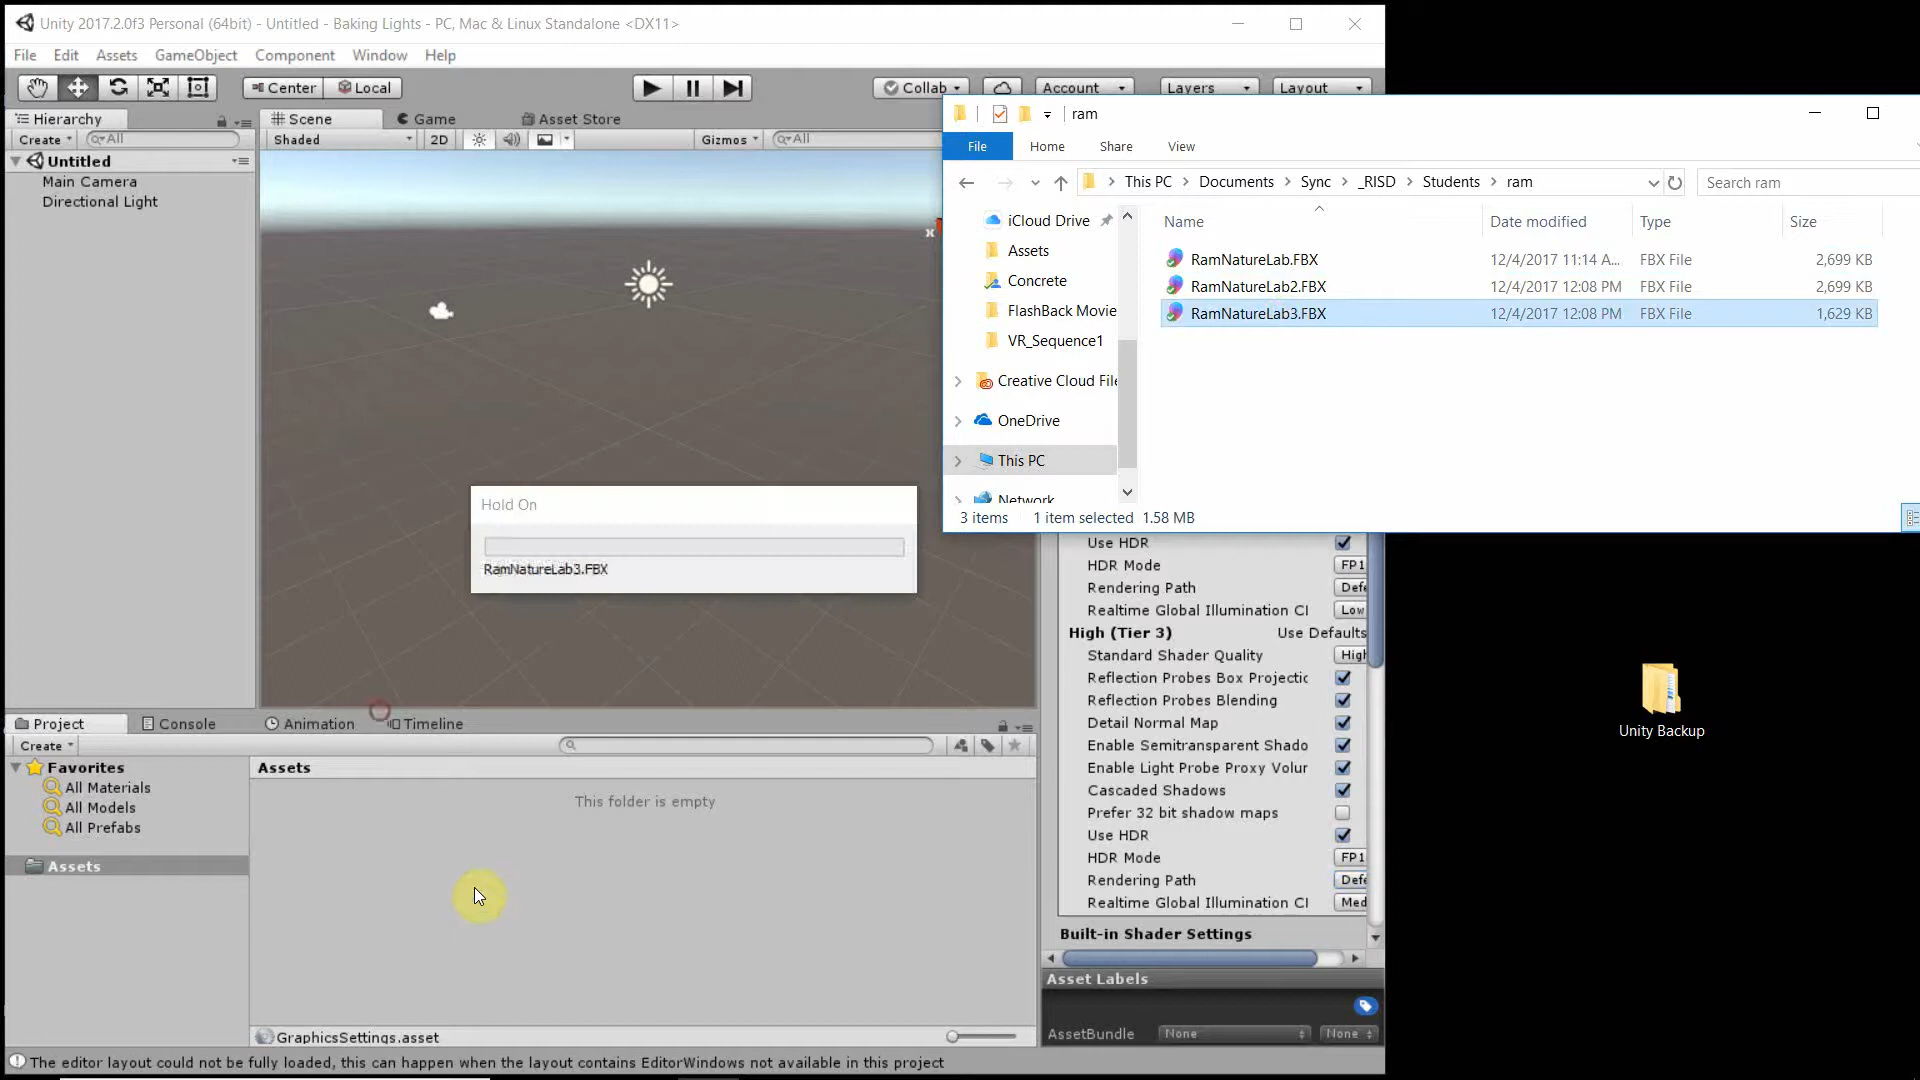 Unity 2017.2.0f3 Personal (64bit) - Untitled - Baking Lights - PC, Mac & Linux Standalone <DX11>
File Edit Assets GameObject Component Window Help
Center Local Collab Account Layers Layout
Hierarchy
Create All
Untitled
Main Camera
Directional Light
Scene Game Asset Store
Shaded 2D Gizmos All
ram
File Home Share View
This PC Documents Sync _RISD Students ram Search ram
iCloud Drive
Assets
Concrete
FlashBack Movie
VR_Sequence1
Creative Cloud File
OneDrive
This PC
Network
Name Date modified Type Size
RamNatureLab.FBX 12/4/2017 11:14 A... FBX File 2,699 KB
RamNatureLab2.FBX 12/4/2017 12:08 PM FBX File 2,699 KB
RamNatureLab3.FBX 12/4/2017 12:08 PM FBX File 1,629 KB
3 items 1 item selected 1.58 MB
Hold On
RamNatureLab3.FBX
Use HDR
HDR Mode FP1
Rendering Path Defe
Realtime Global Illumination Cl Low
High (Tier 3) Use Defaults
Standard Shader Quality High
Reflection Probes Box Projectic
Reflection Probes Blending
Detail Normal Map
Enable Semitransparent Shado
Enable Light Probe Proxy Volur
Cascaded Shadows
Prefer 32 bit shadow maps
Use HDR
HDR Mode FP1
Rendering Path Defe
Realtime Global Illumination Cl Med
Built-in Shader Settings
Asset Labels
AssetBundle None None
Project Console Animation Timeline
Create
Favorites
All Materials
All Models
All Prefabs
Assets
Assets
This folder is empty
GraphicsSettings.asset
The editor layout could not be fully loaded, this can happen when the layout contains EditorWindows not available in this project
Unity Backup